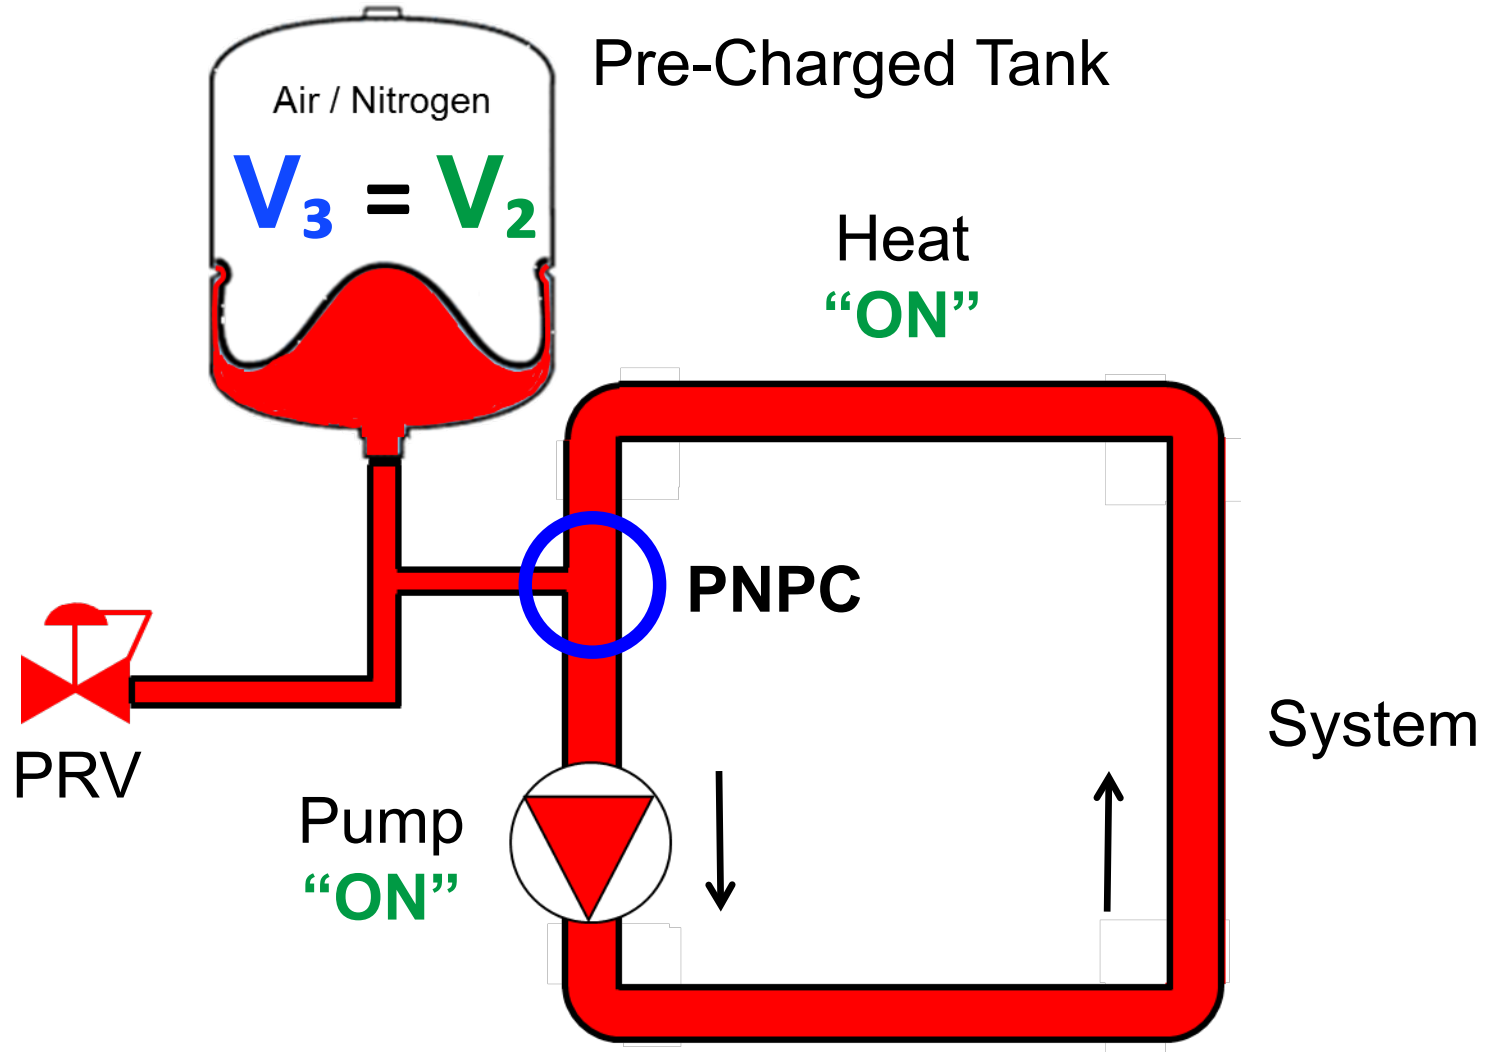 Pre-Charged Tank
Air / Nitrogen
V₃ = V₂
Heat
“ON”
PNPC
System
PRV
Pump
“ON”